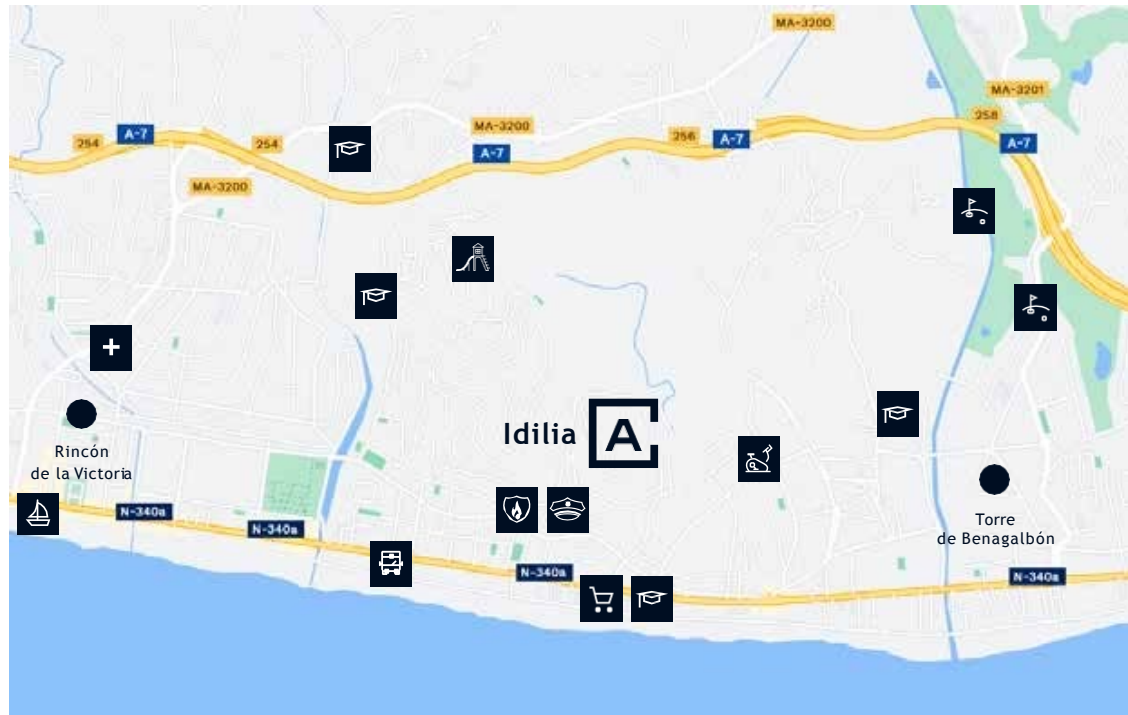 MA-3200
MA-3201
254
A-7
254
MA-3200
A-7
256
A-7
258
A-7
MA-3200
Idilia
A
Rincón
de la Victoria
Torre
de Benagalbón
N-340a
N-340a
N-340a
N-340a